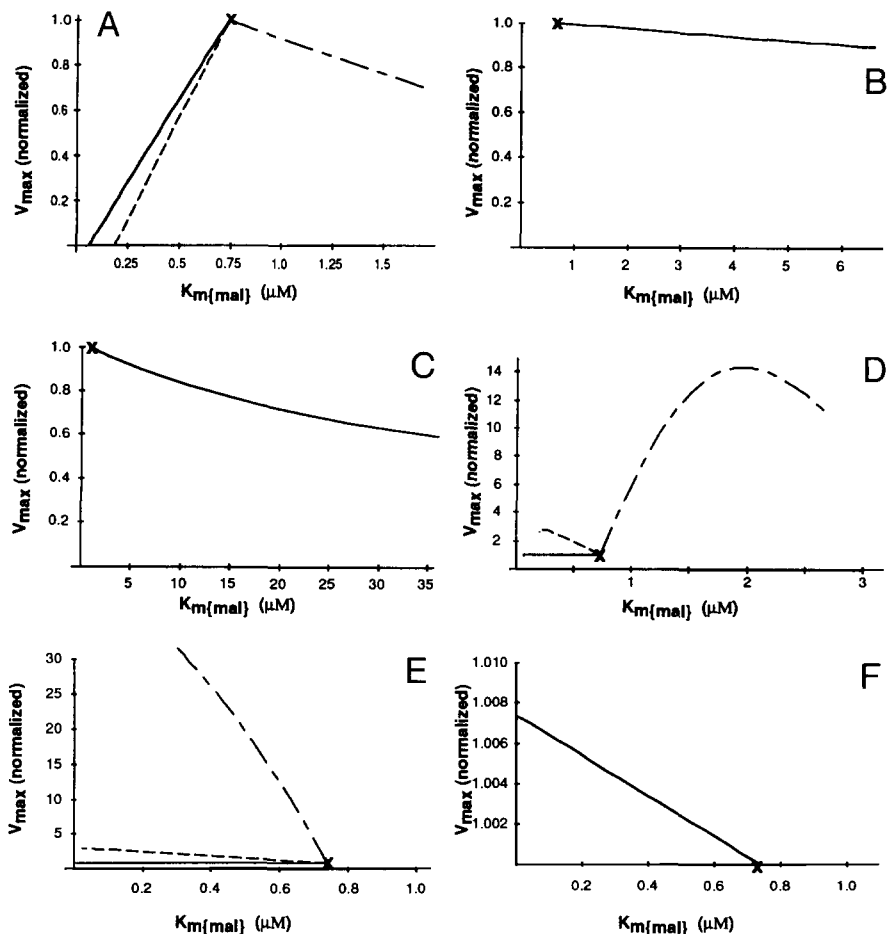 A
1.0
0.8
0.6
0.4
0.2
Vmax (normalized)
0.25 0.5 0.75 1.0 1.25 1.5
Km{mal} (μM)
B
1.0
0.8
0.6
0.4
0.2
Vmax (normalized)
1 2 3 4 5 6
Km{mal} (μM)
C
1.0
0.8
0.6
0.4
0.2
Vmax (normalized)
5 10 15 20 25 30 35
Km{mal} (μM)
D
14
12
10
8
6
4
2
Vmax (normalized)
1 2 3
Km{mal} (μM)
E
30
25
20
15
10
5
Vmax (normalized)
0.2 0.4 0.6 0.8 1.0
Km{mal} (μM)
F
1.010
1.008
1.006
1.004
1.002
Vmax (normalized)
0.2 0.4 0.6 0.8 1.0
Km{mal} (μM)